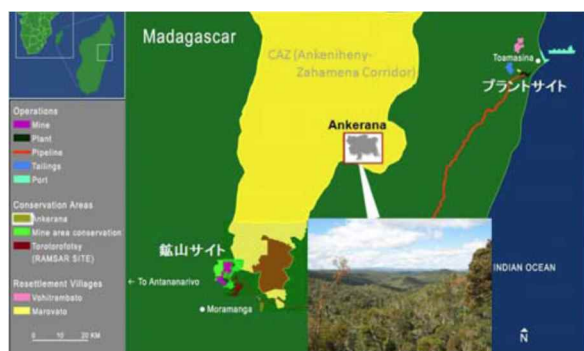 Madagascar
CAZ (Ankeniheny-
Zahamena Corridor)
Toamasina
プラントサイト
Ankerana
Operations
Mine
Plant
Pipeline
Tailings
Port
Conservation Areas
Ankerana
Mine area conservation
Torotorofotsy
(RAMSAR SITE)
Resettlement Villages
Vohitrambato
Marovato
0 10 20 KM
鉱山サイト
← To Antananarivo
Moramanga
INDIAN OCEAN
N